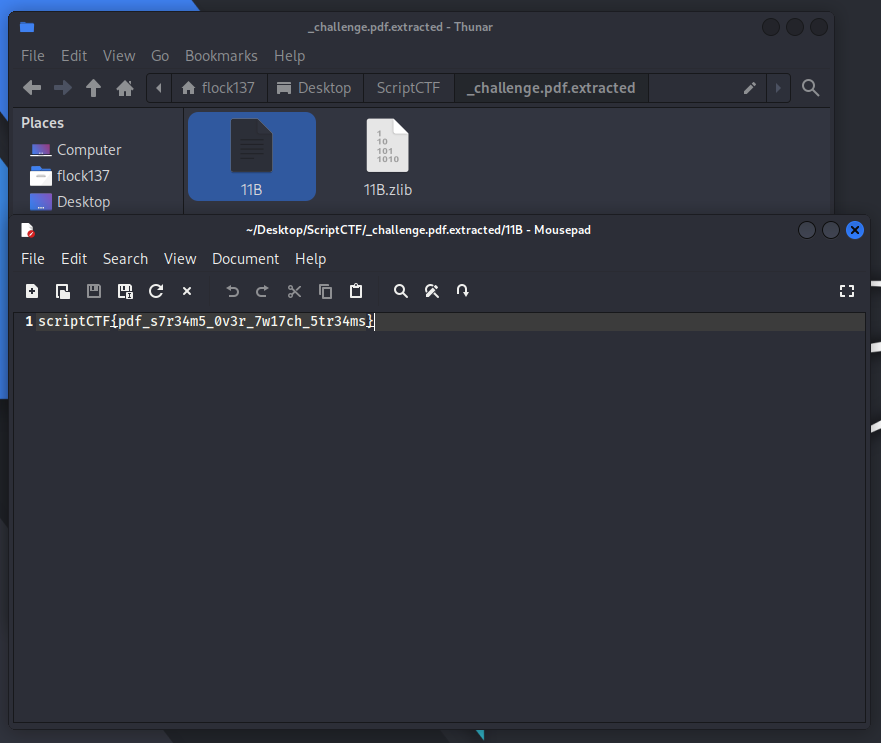 _challenge.pdf.extracted - Thunar
File Edit View Go Bookmarks Help
flock137 Desktop ScriptCTF _challenge.pdf.extracted
Places
Computer
flock137
Desktop
1
10
101
1010
11B 11B.zlib
~/Desktop/ScriptCTF/_challenge.pdf.extracted/11B - Mousepad
File Edit Search View Document Help
1 scriptCTF{pdf_s7r34m5_0v3r_7w17ch_5tr34ms}